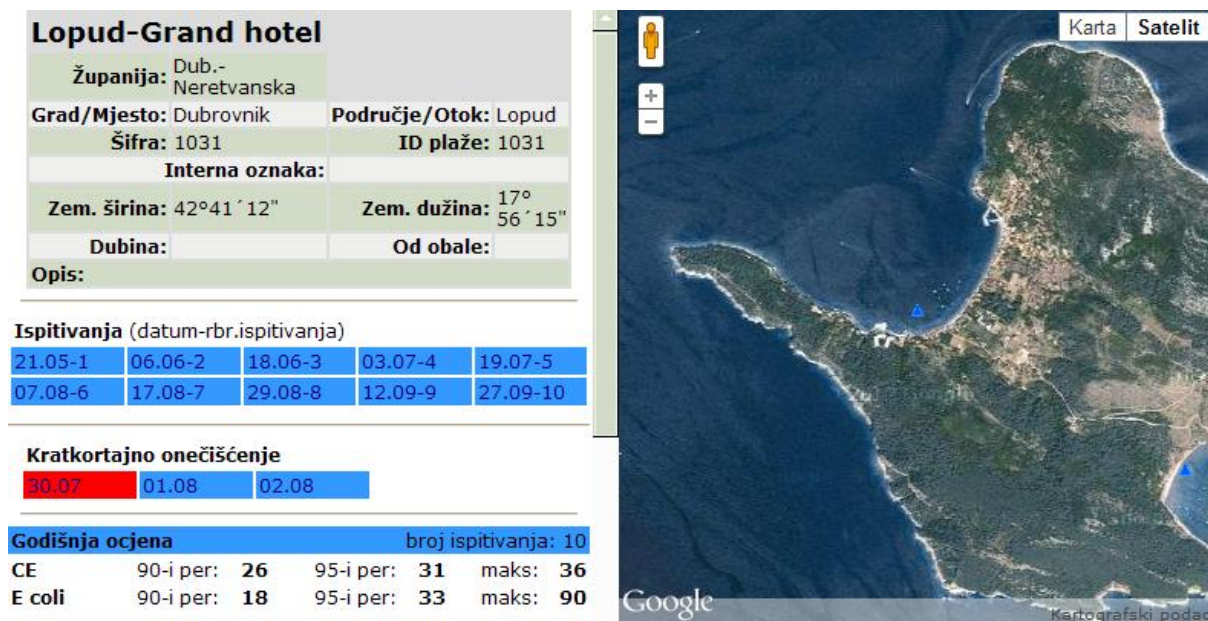 Lopud-Grand hotel
Županija: Dub.-
Neretvanska
Grad/Mjesto: Dubrovnik Područje/Otok: Lopud
Šifra: 1031 ID plaže: 1031
Interna oznaka:
Zem. širina: 42°41´12" Zem. dužina: 17°
56´15"
Dubina: Od obale:
Opis:
Ispitivanja (datum-rbr.ispitivanja)
21.05-1 06.06-2 18.06-3 03.07-4 19.07-5
07.08-6 17.08-7 29.08-8 12.09-9 27.09-10
Kratkortajno onečišćenje
30.07 01.08 02.08
Godišnja ocjena broj ispitivanja: 10
CE 90-i per: 26 95-i per: 31 maks: 36
E coli 90-i per: 18 95-i per: 33 maks: 90
Karta Satelit
Google
Kartografski podac